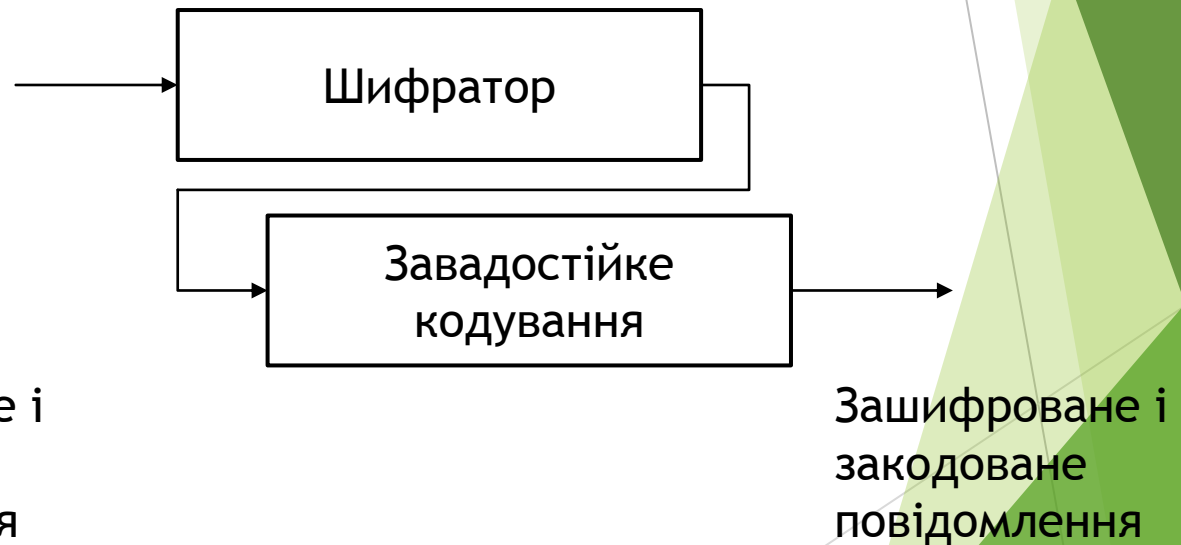 Шифратор
Завадостійке
кодування
е і
я
Зашифроване і
закодоване
повідомлення